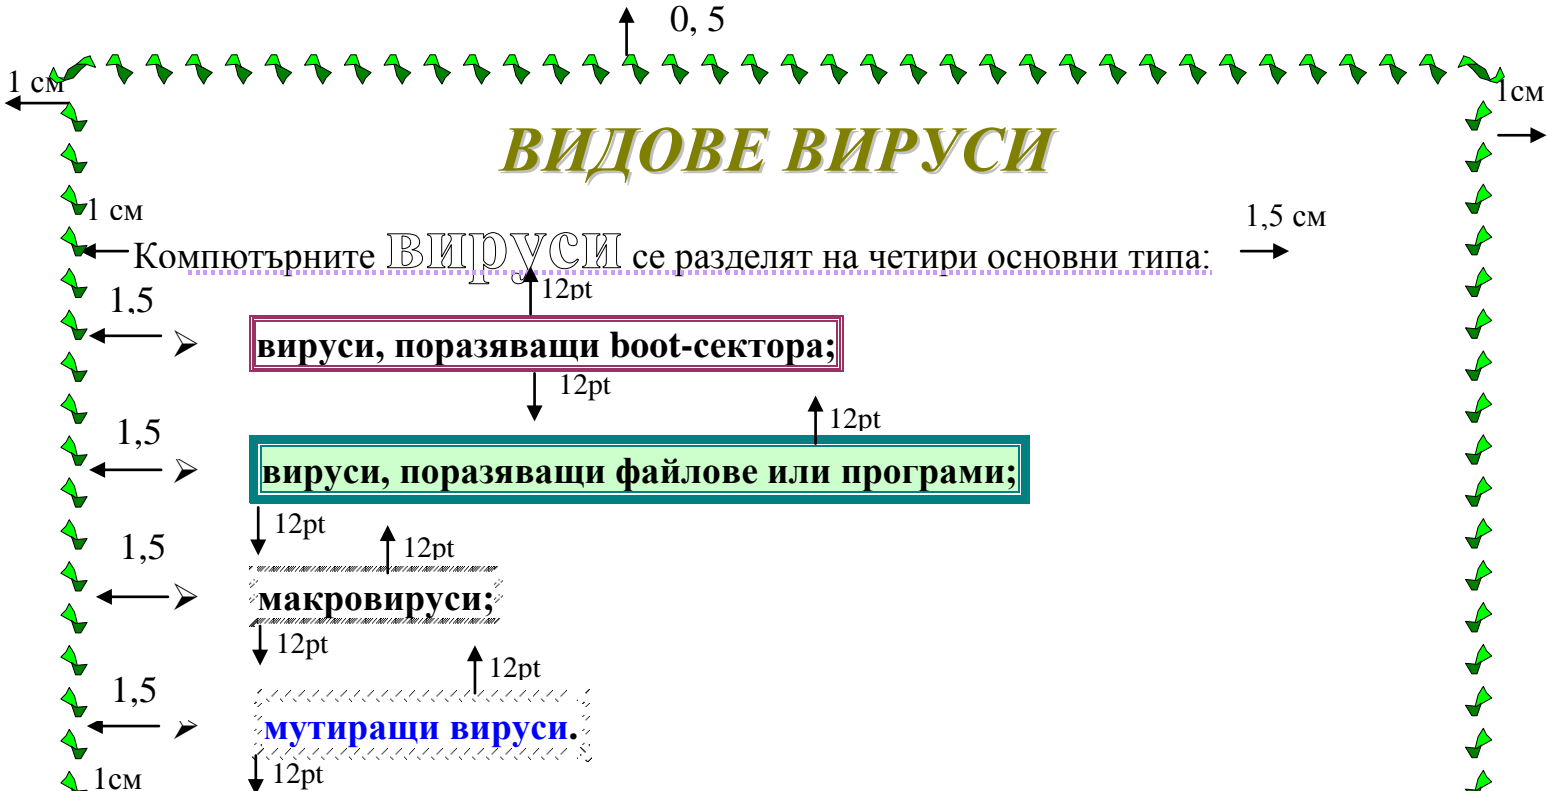 0, 5
1 см
1см
ВИДОВЕ ВИРУСИ
1 см
1,5 см
Компютърните вируси се разделят на четири основни типа:
12pt
1,5
вируси, поразяващи boot-сектора;
12pt
12pt
1,5
вируси, поразяващи файлове или програми;
12pt
12pt
1,5
макровируси;
12pt
12pt
1,5
мутиращи вируси.
12pt
1см